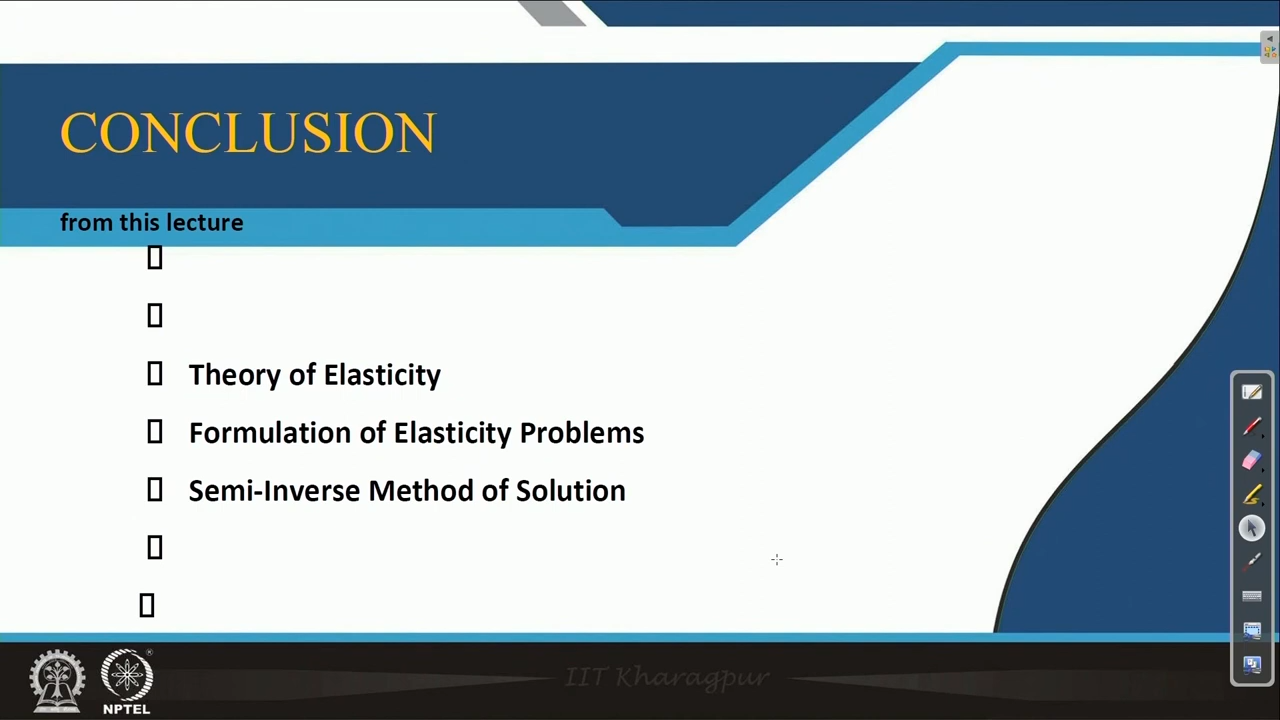 CONCLUSION
from this lecture
Theory of Elasticity
Formulation of Elasticity Problems
Semi-Inverse Method of Solution
IIT Kharagpur
NPTEL